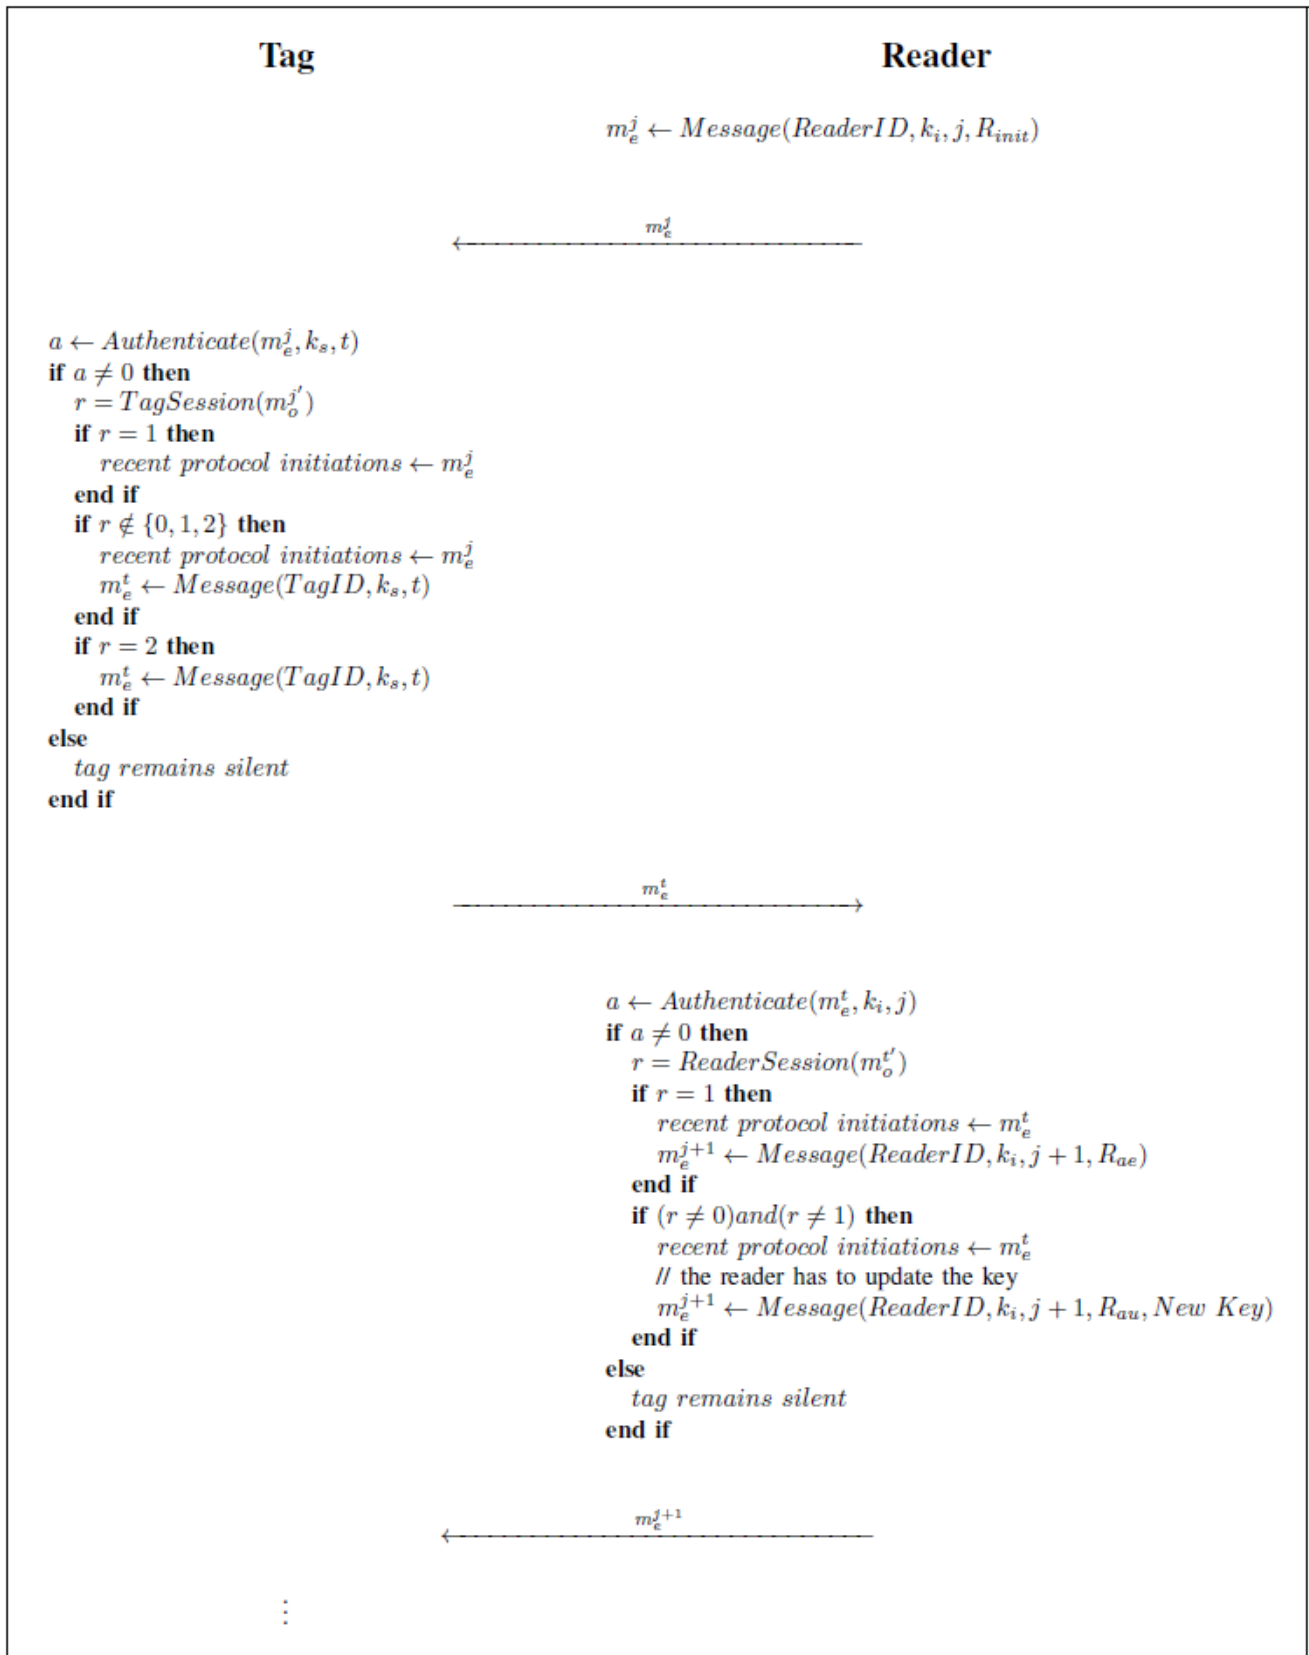 Tag
Reader
m_e^j ← Message(ReaderID, k_i, j, R_init)
m_e^j
a ← Authenticate(m_e^j, k_s, t)
if a ≠ 0 then
r = TagSession(m_o^{j'})
if r = 1 then
recent protocol initiations ← m_e^j
end if
if r ∉ {0, 1, 2} then
recent protocol initiations ← m_e^j
m_e^t ← Message(TagID, k_s, t)
end if
if r = 2 then
m_e^t ← Message(TagID, k_s, t)
end if
else
tag remains silent
end if
m_e^t
a ← Authenticate(m_e^t, k_i, j)
if a ≠ 0 then
r = ReaderSession(m_o^{t'})
if r = 1 then
recent protocol initiations ← m_e^t
m_e^{j+1} ← Message(ReaderID, k_i, j + 1, R_ae)
end if
if (r ≠ 0)and(r ≠ 1) then
recent protocol initiations ← m_e^t
// the reader has to update the key
m_e^{j+1} ← Message(ReaderID, k_i, j + 1, R_au, New Key)
end if
else
tag remains silent
end if
m_e^{j+1}
⋮